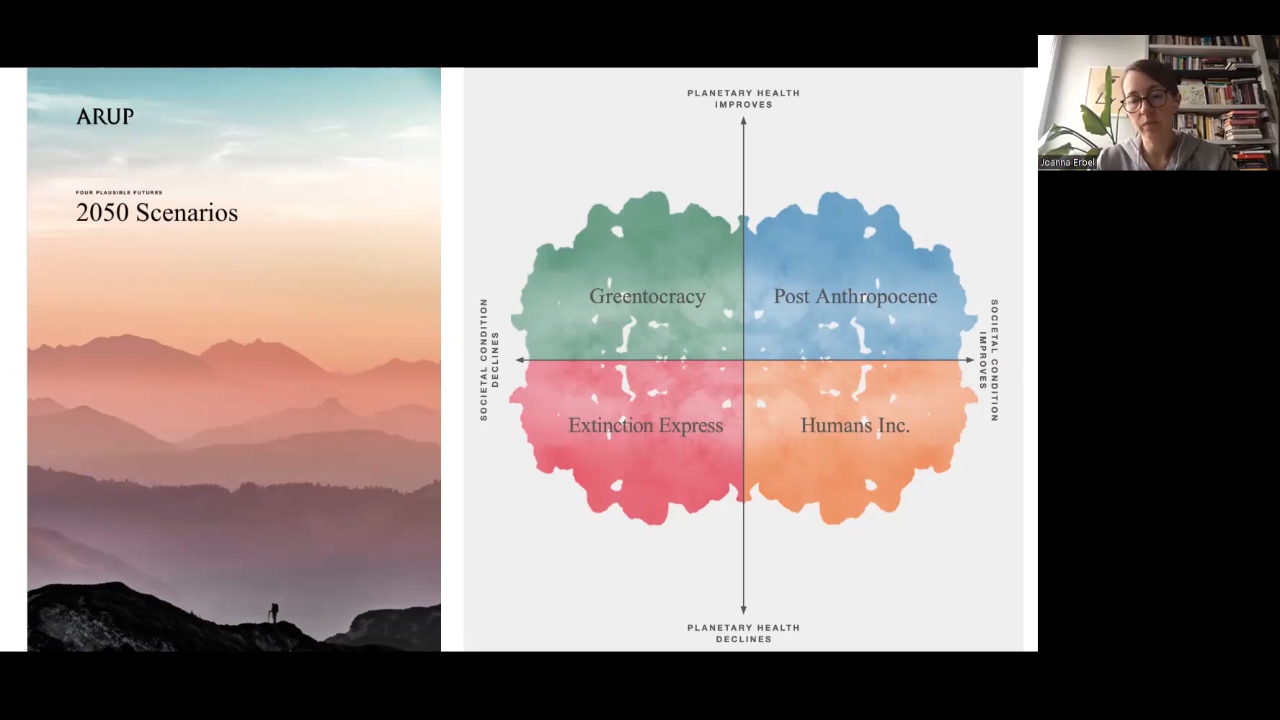 ARUP
FOUR PLAUSIBLE FUTURES
2050 Scenarios
PLANETARY HEALTH
IMPROVES
Greentocracy
Post Anthropocene
SOCIETAL CONDITION
DECLINES
SOCIETAL CONDITION
IMPROVES
Extinction Express
Humans Inc.
PLANETARY HEALTH
DECLINES
Joanna Erbel